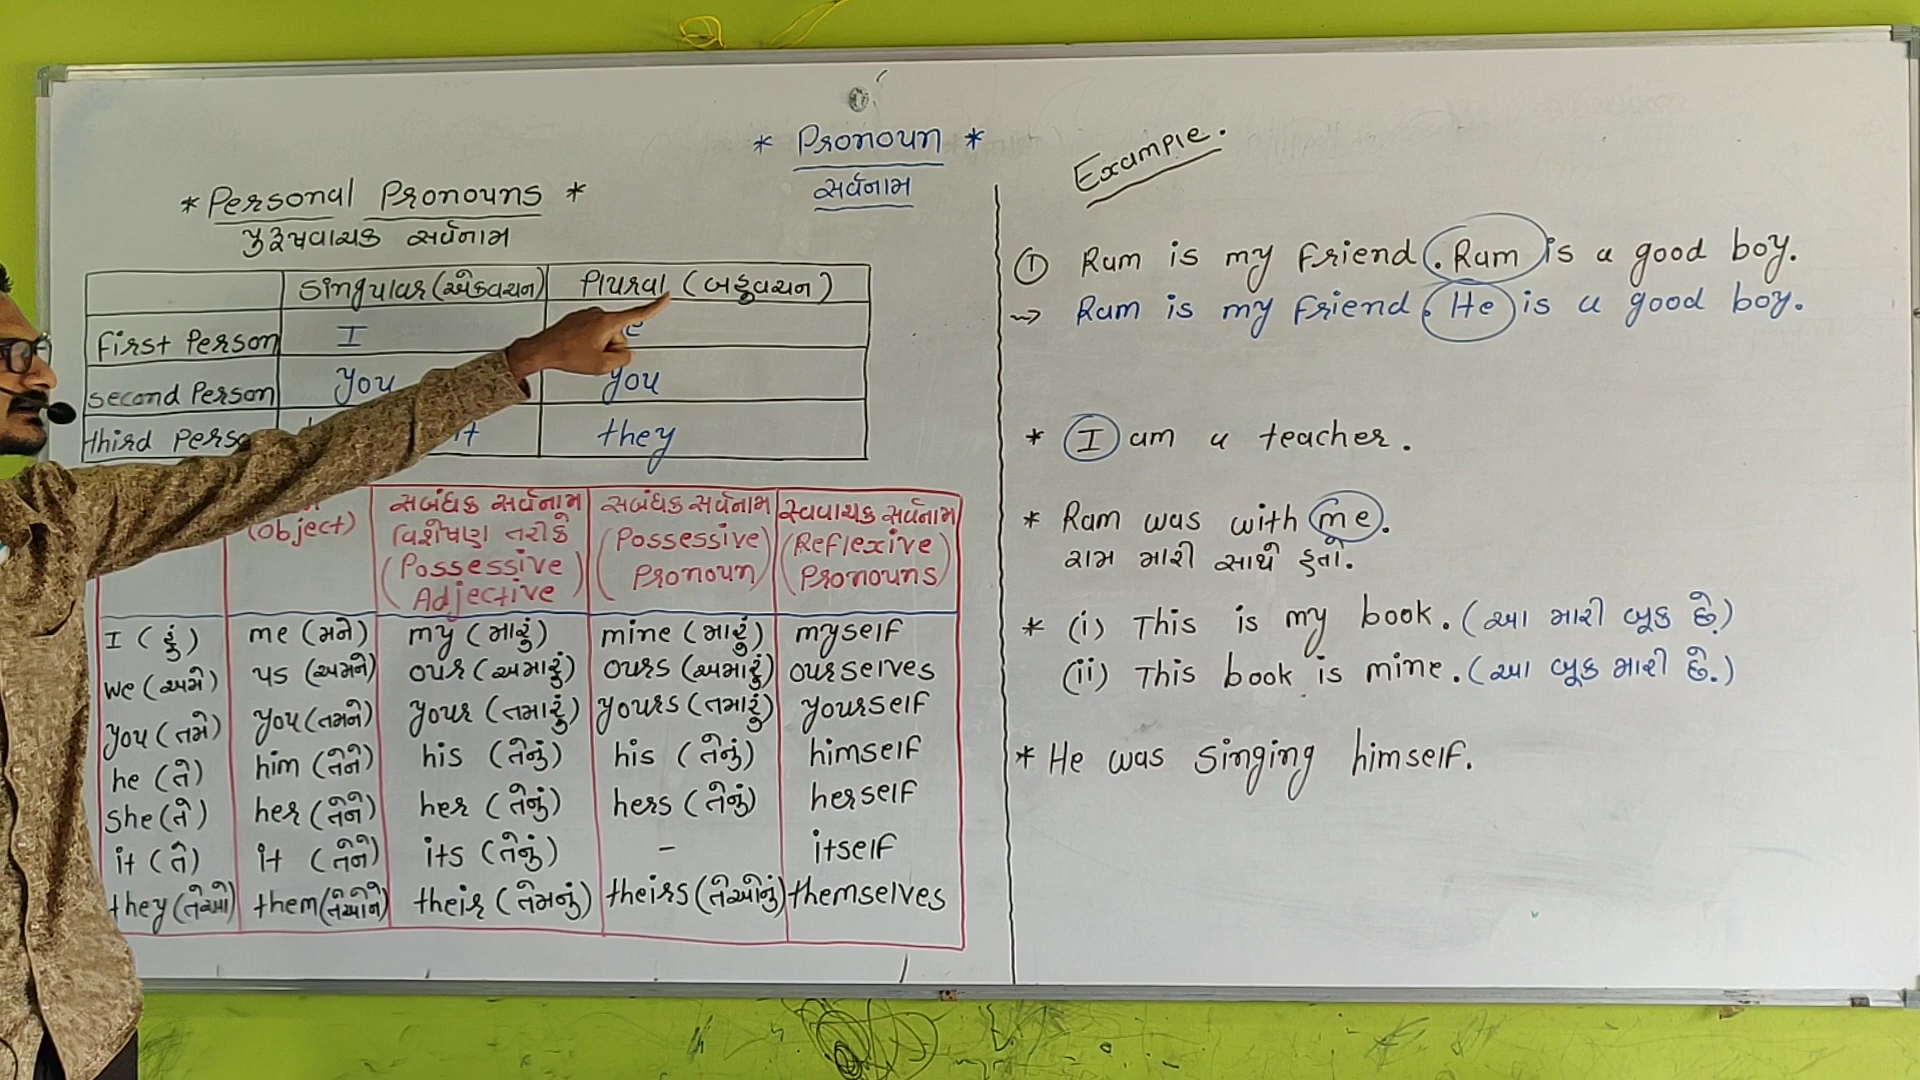 * Pronoun *
સર્વનામ
* Personal Pronouns *
પુરૂષવાચક સર્વનામ
Singular (એકવચન) Plural (બહુવચન)
First Person I
Second Person you you
third they
(object) સબંધક સર્વનામ વિશેષણ તરીકે (Possessive Adjective) સબંધક સર્વનામ (Possessive Pronoun) સ્વવાચક સર્વનામ (Reflexive Pronouns)
I (હું) me (મને) my (મારું) mine (મારું) myself
we (અમે) us (અમને) our (અમારું) ours (અમારું) ourselves
you (તમે) you (તમને) your (તમારું) yours (તમારું) yourself
he (તે) him (તેને) his (તેનું) his (તેનું) himself
she (તે) her (તેને) her (તેનું) hers (તેનું) herself
it (તે) it (તેને) its (તેનું) - itself
they (તેઓ) them (તેઓને) their (તેમનું) theirs (તેઓનું) themselves
Example.
① Ram is my friend. Ram is a good boy.
→ Ram is my friend. He is a good boy.
* I am a teacher.
* Ram was with me.
રામ મારી સાથે હતો.
* (i) This is my book. (આ મારી બૂક છે.)
(ii) This book is mine. (આ બૂક મારી છે.)
* He was singing himself.